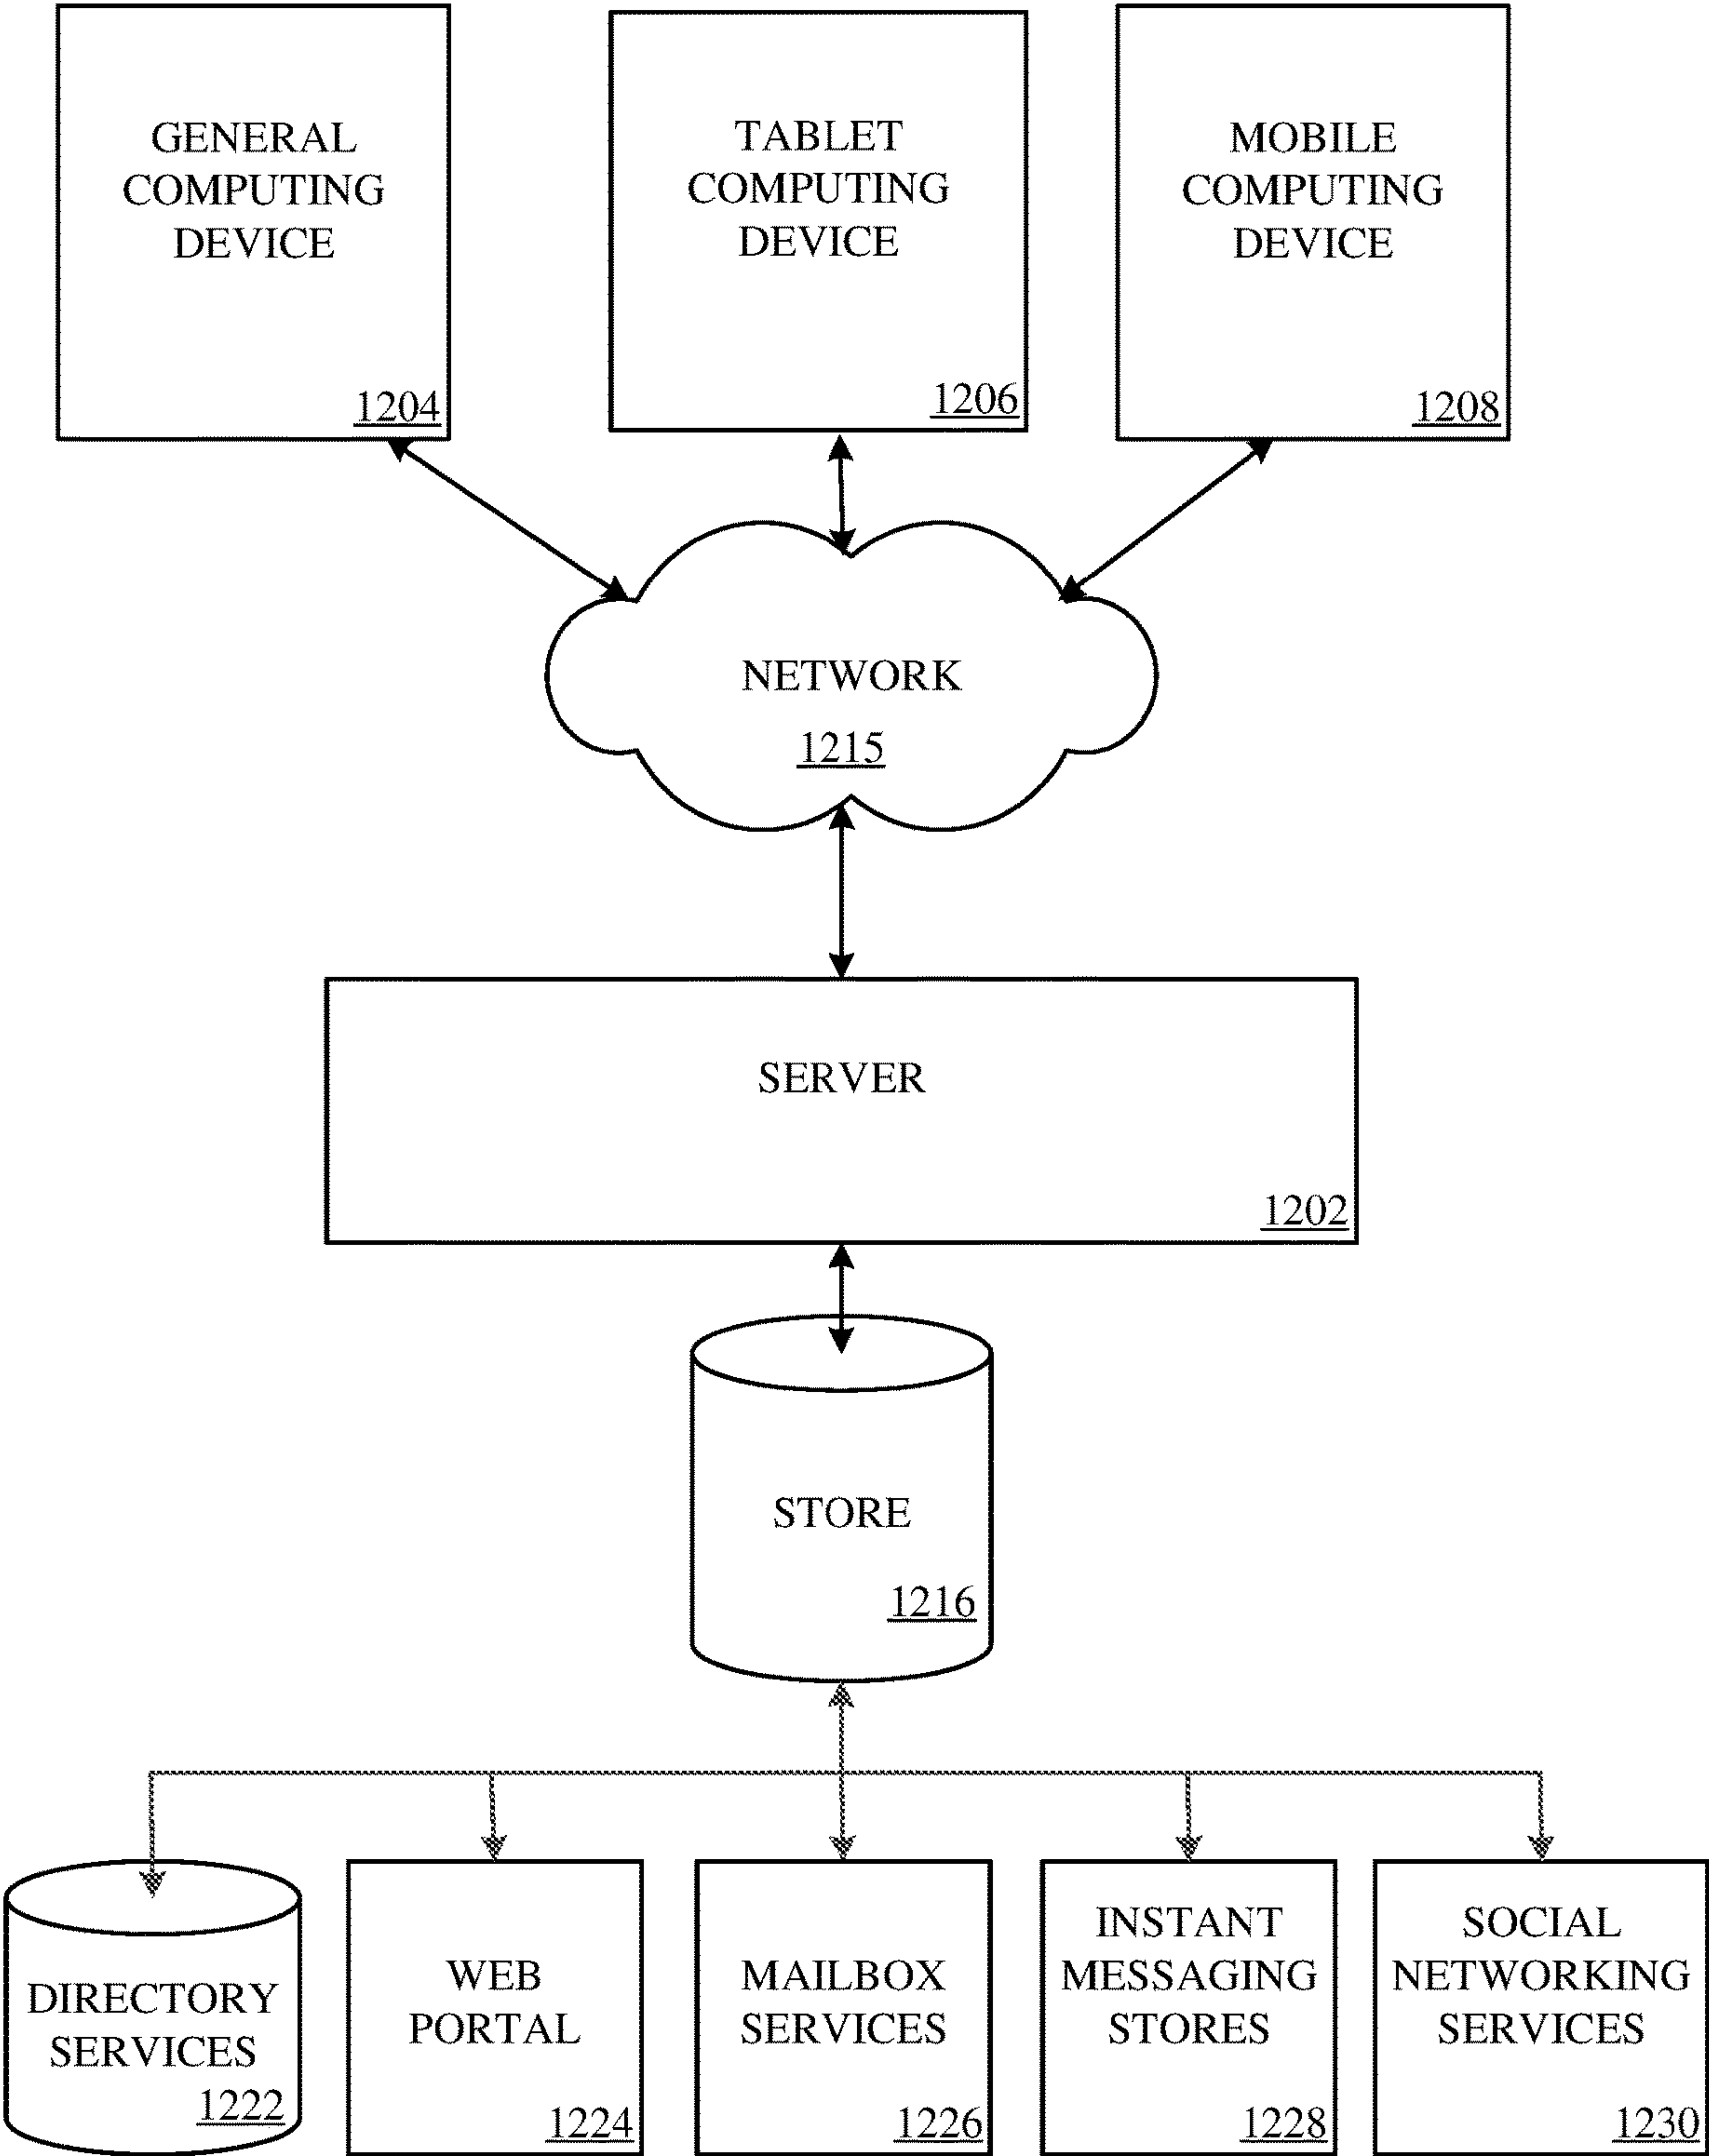 GENERAL
COMPUTING
DEVICE
1204
TABLET
COMPUTING
DEVICE
1206
MOBILE
COMPUTING
DEVICE
1208
NETWORK
1215
SERVER
1202
STORE
1216
DIRECTORY
SERVICES
1222
WEB
PORTAL
1224
MAILBOX
SERVICES
1226
INSTANT
MESSAGING
STORES
1228
SOCIAL
NETWORKING
SERVICES
1230